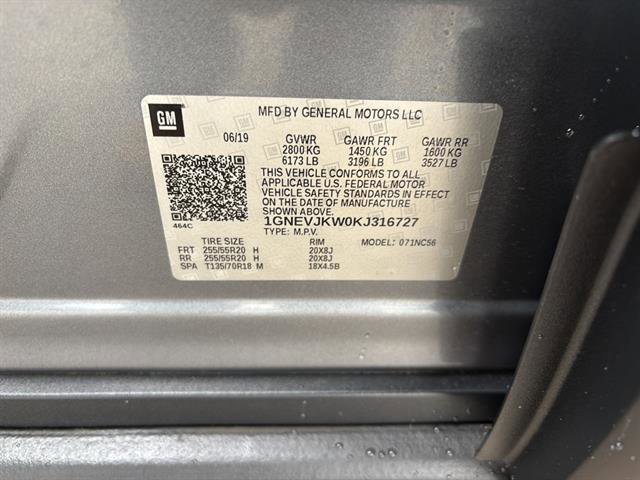 GM
MFD BY GENERAL MOTORS LLC
06/19 GVWR GAWR FRT GAWR RR
2800 KG 1450 KG 1600 KG
6173 LB 3196 LB 3527 LB
THIS VEHICLE CONFORMS TO ALL
APPLICABLE U.S. FEDERAL MOTOR
VEHICLE SAFETY STANDARDS IN EFFECT
ON THE DATE OF MANUFACTURE
SHOWN ABOVE.
464C
1GNEVJKW0KJ316727
TYPE: M.P.V. MODEL: 071NC56
TIRE SIZE RIM
FRT 255/55R20 H 20X8J
RR 255/55R20 H 20X8J
SPA T135/70R18 M 18X4.5B